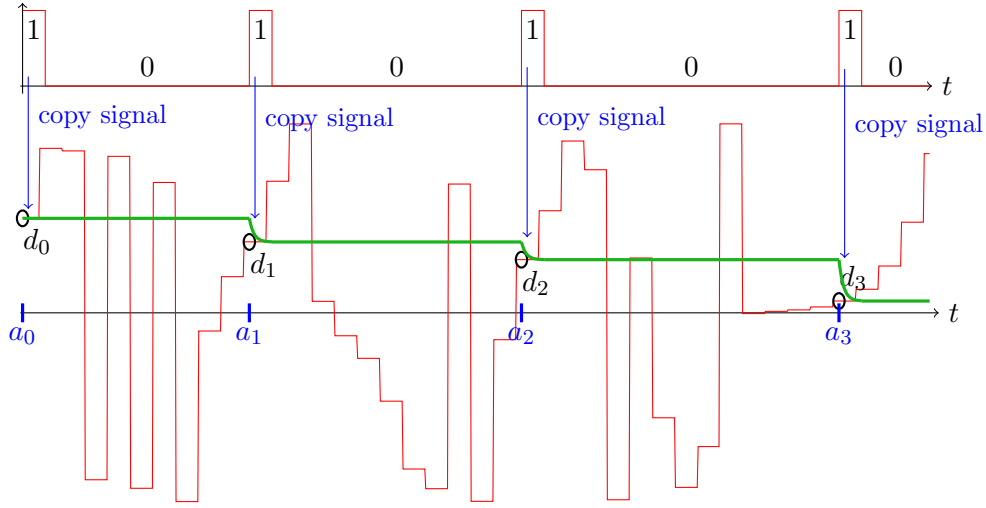 1 1 1 1
0 0 0 0
t
copy signal copy signal copy signal copy signal
d₀ d₁ d₂ d₃
t
a₀ a₁ a₂ a₃